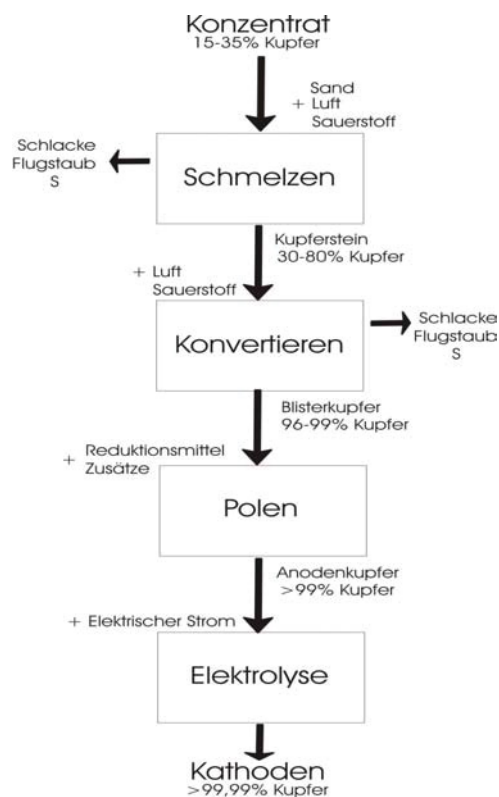 Konzentrat
15-35% Kupfer
Sand
+ Luft
Sauerstoff
Schlacke
Flugstaub
S
Schmelzen
Kupferstein
30-80% Kupfer
+ Luft
Sauerstoff
Konvertieren
Schlacke
Flugstaub
S
Blisterkupfer
96-99% Kupfer
+ Reduktionsmittel
Zusätze
Polen
Anodenkupfer
>99% Kupfer
+ Elektrischer Strom
Elektrolyse
Kathoden
>99,99% Kupfer